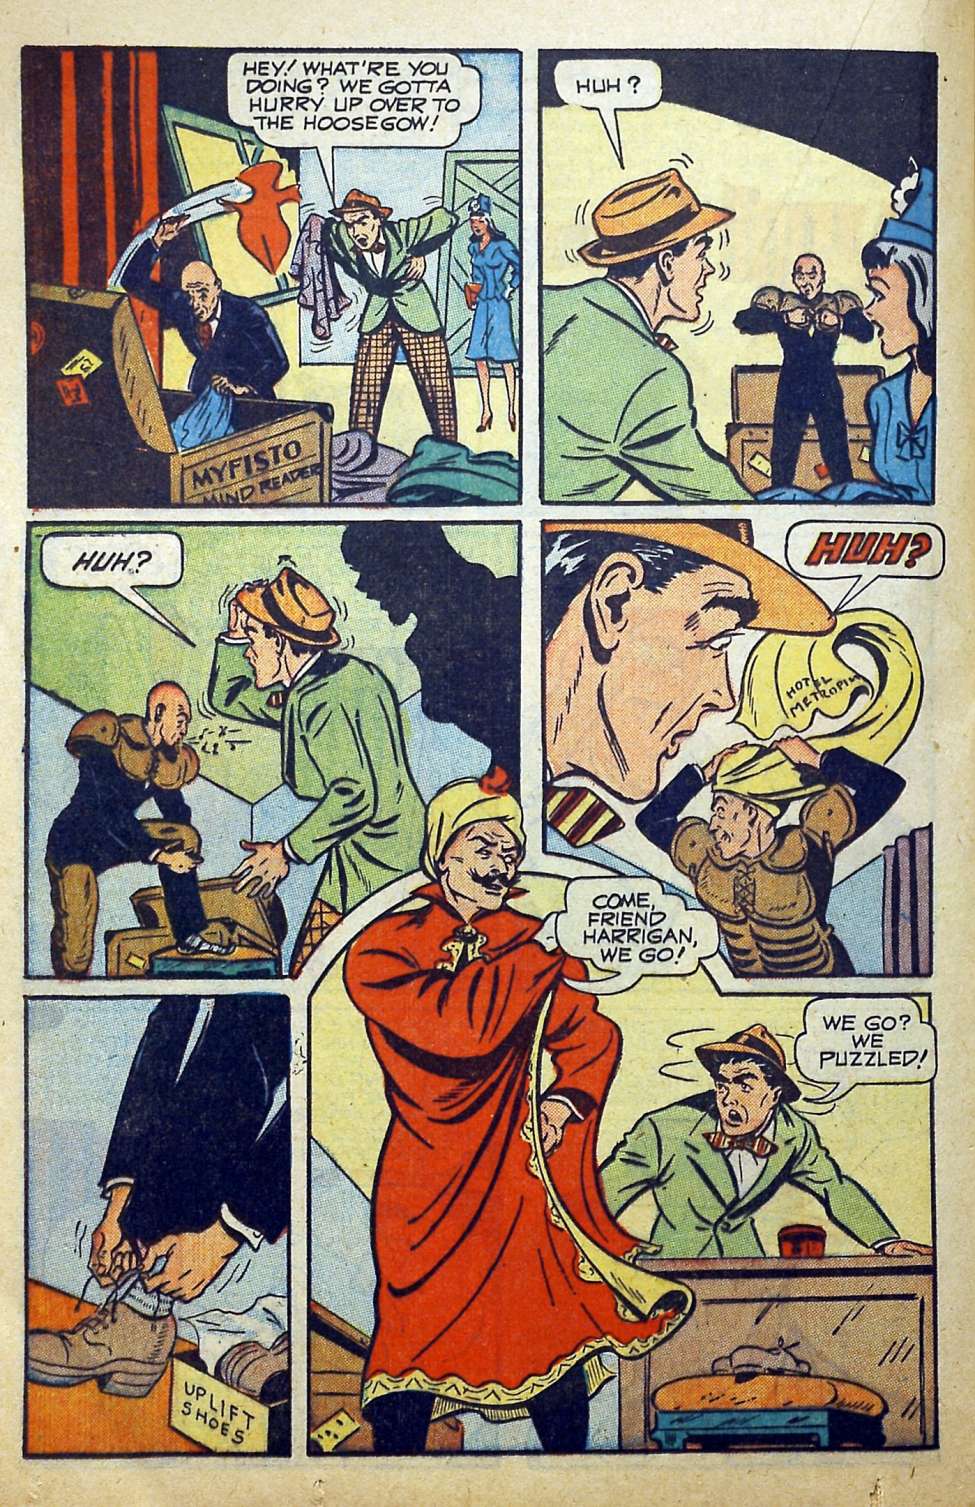 HEY! WHAT'RE YOU
DOING? WE GOTTA
HURRY UP OVER TO
THE HOOSEGOW!
MYFISTO
MIND READER
HUH?
HUH?
HUH?
HOTEL
METROPIN
UPLIFT
SHOES
COME,
FRIEND
HARRIGAN,
WE GO!
WE GO?
WE
PUZZLED!